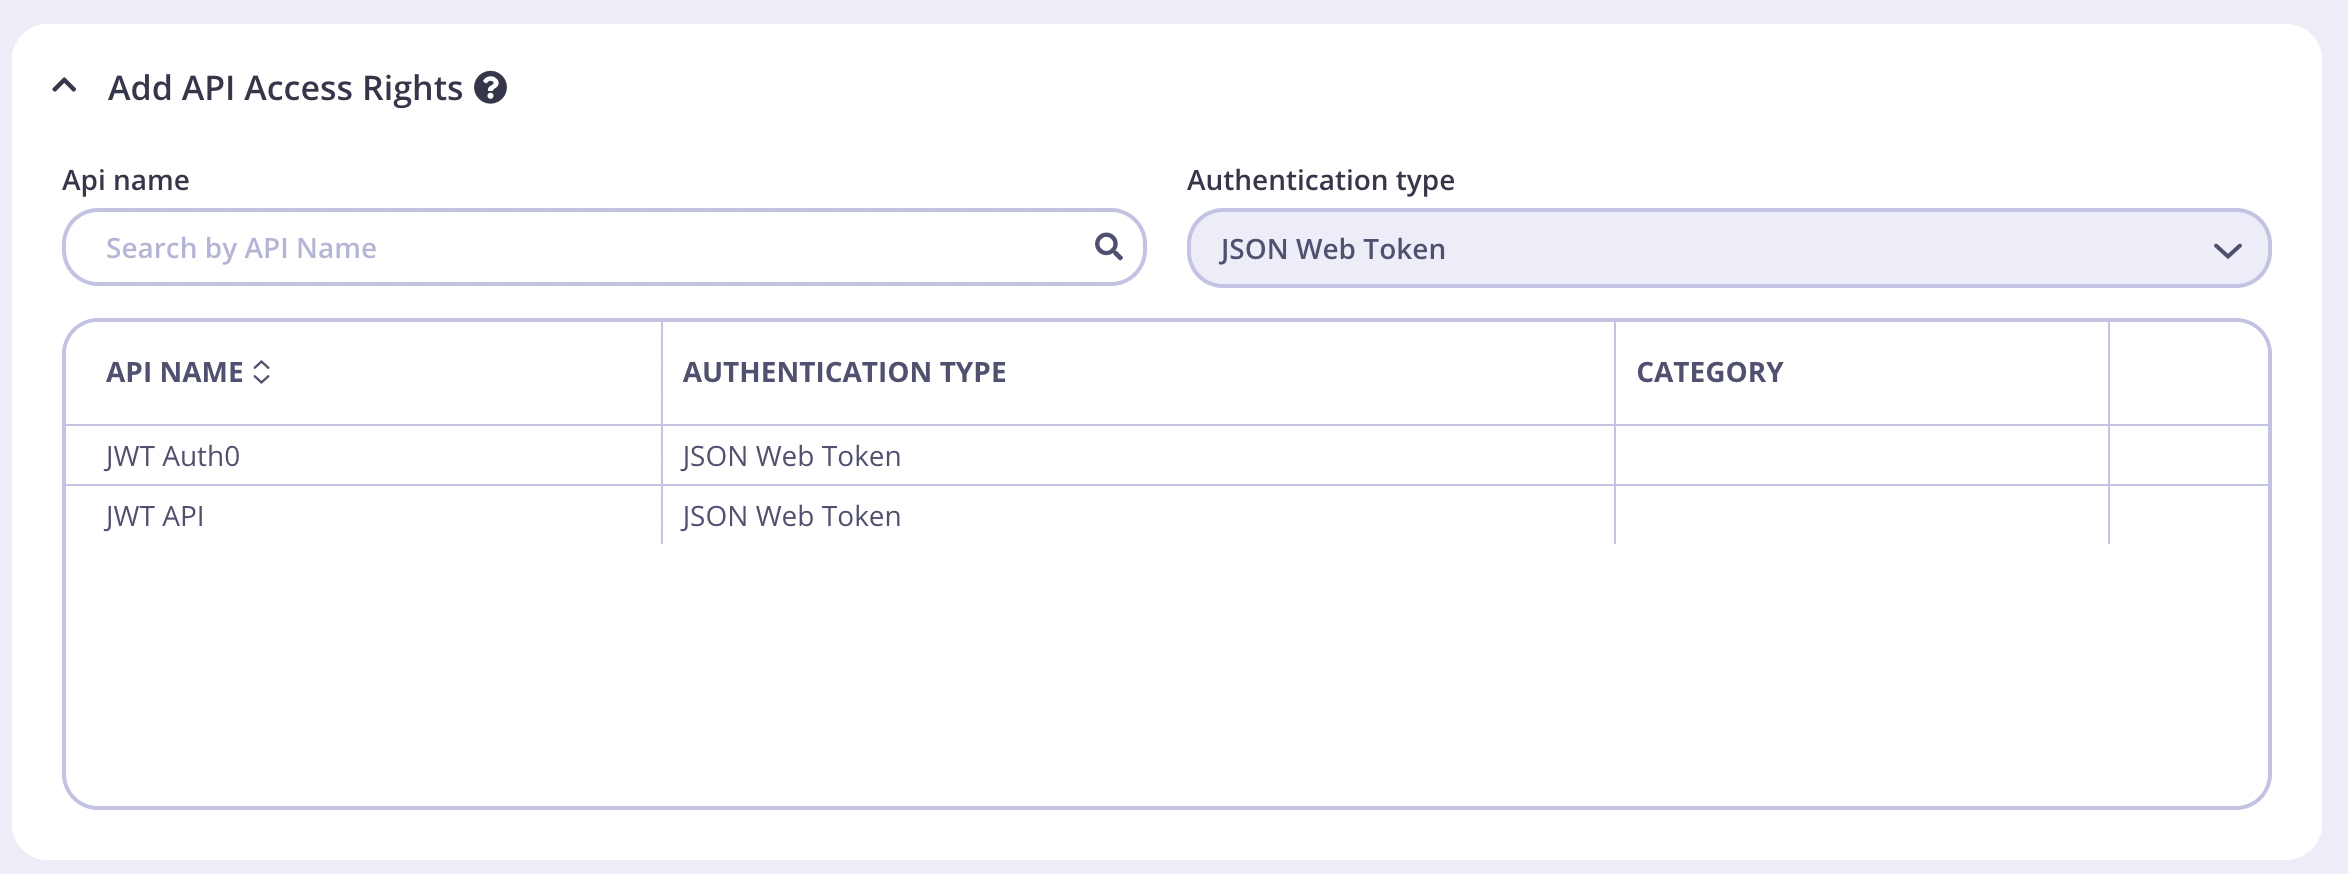 Add API Access Rights ?
Api name
Authentication type
Search by API Name
JSON Web Token
API NAME AUTHENTICATION TYPE CATEGORY
JWT Auth0 JSON Web Token
JWT API JSON Web Token